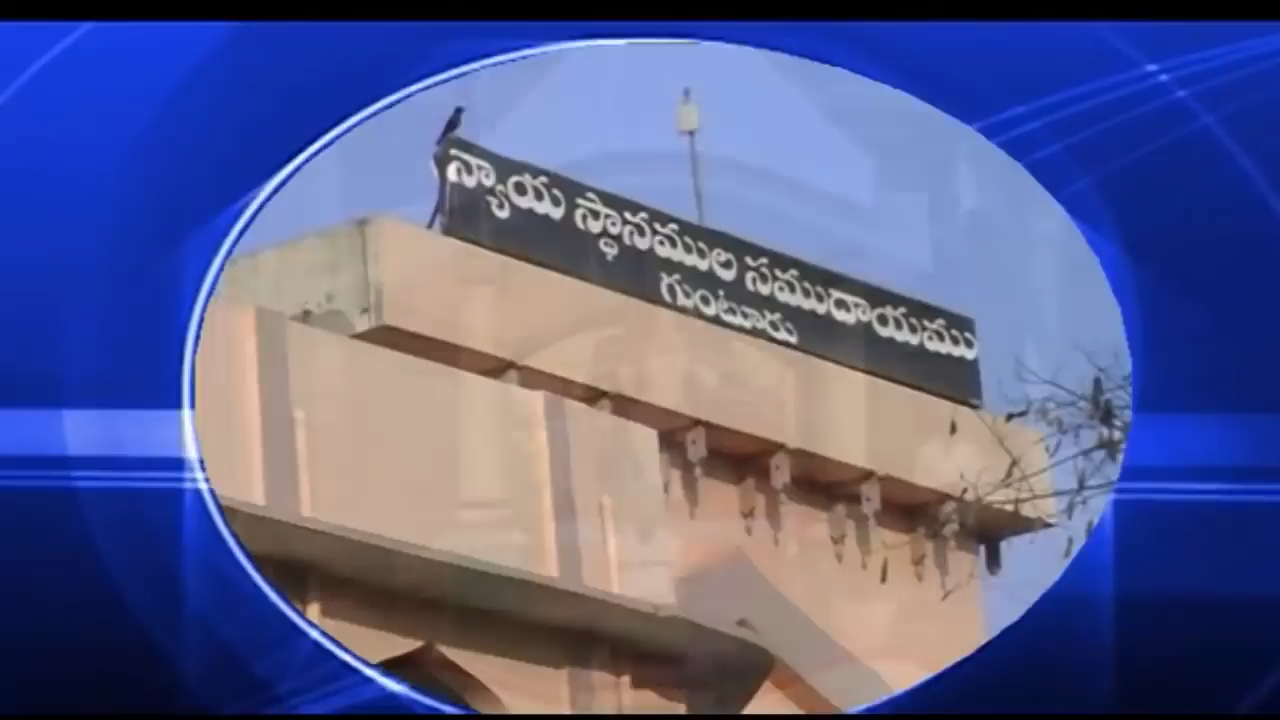 న్యాయ స్థానముల సముదాయము
గుంటూరు